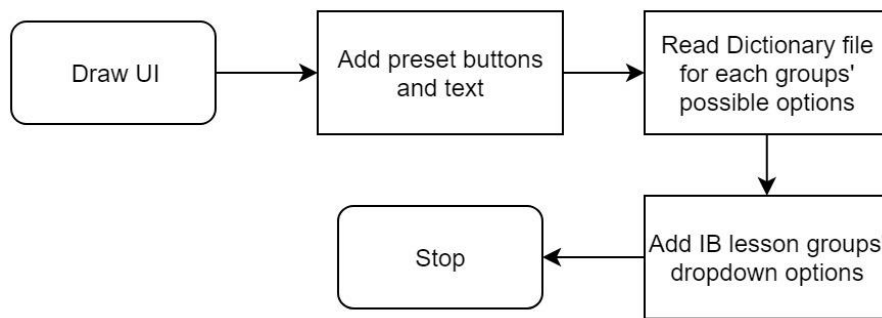 Draw UI
Add preset buttons
and text
Read Dictionary file
for each groups'
possible options
Add IB lesson groups'
dropdown options
Stop